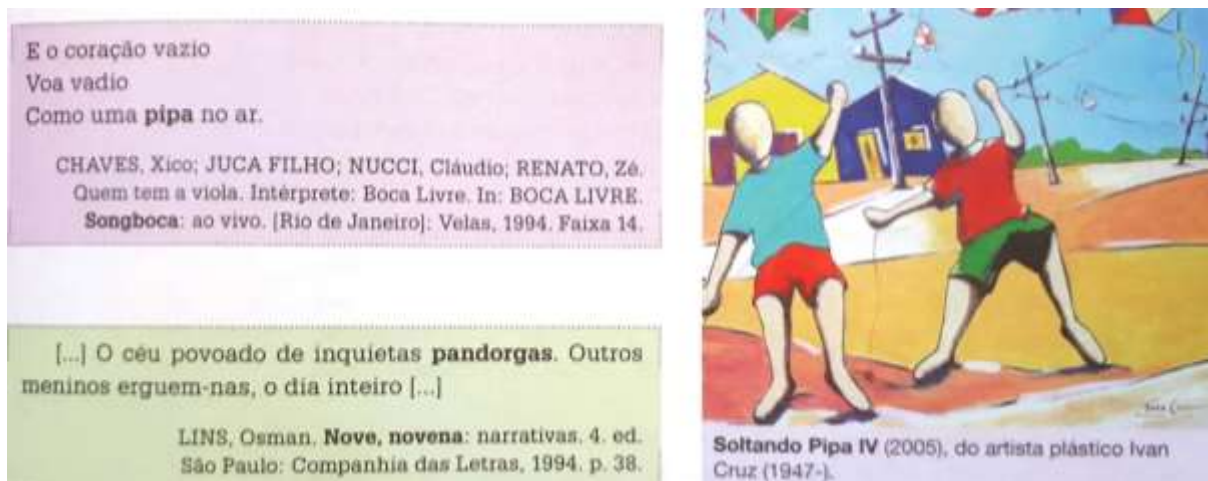 E o coração vazio
Voa vadio
Como uma pipa no ar.
CHAVES, Xico; JUCA FILHO; NUCCI, Cláudio; RENATO, Zé.
Quem tem a viola. Intérprete: Boca Livre. In: BOCA LIVRE.
Songboca: ao vivo. [Rio de Janeiro]: Velas, 1994. Faixa 14.
[...] O céu povoado de inquietas pandorgas. Outros
meninos erguem-nas, o dia inteiro [...]
LINS, Osman. Nove, novena: narrativas. 4. ed.
São Paulo: Companhia das Letras, 1994. p. 38.
Soltando Pipa IV (2005), do artista plástico Ivan
Cruz (1947-).